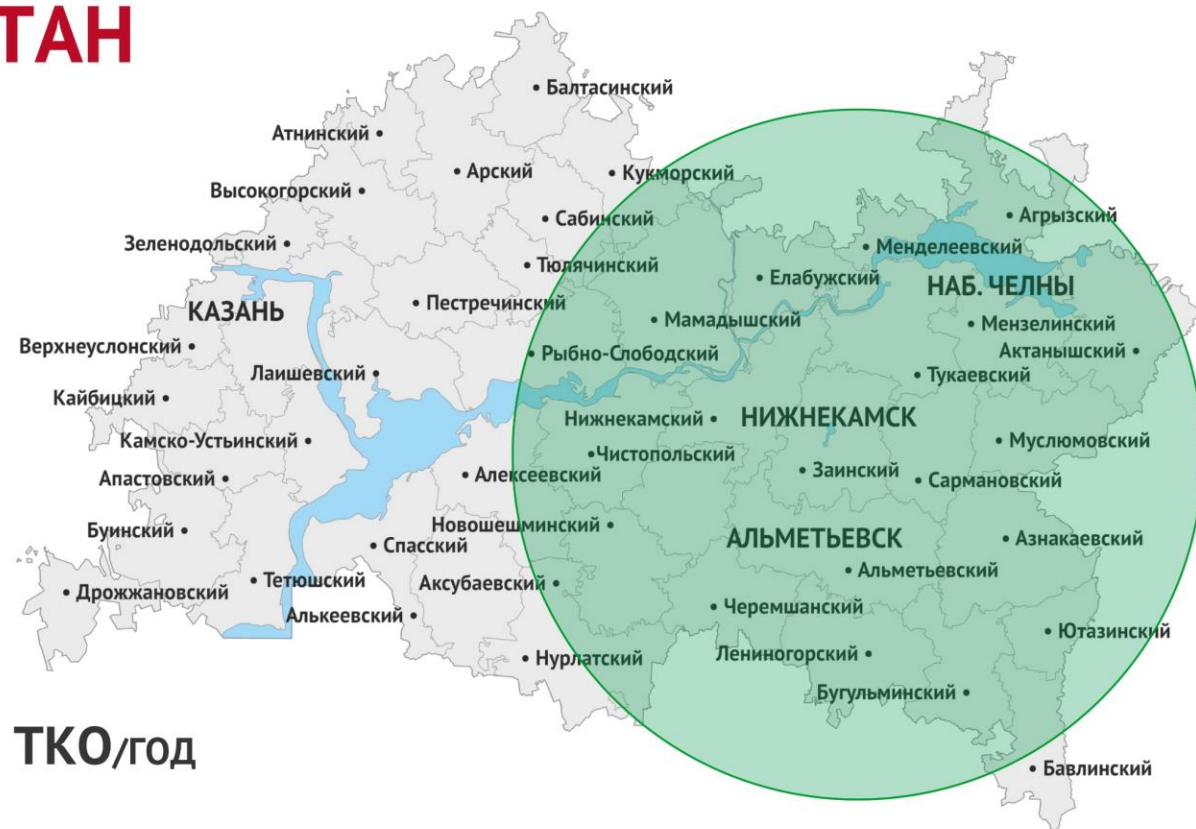 ТАН
• Балтасинский
Атнинский •
• Арский
• Кукморский
Высокогорский •
• Сабинский
• Агрызский
Зеленодольский •
• Менделеевский
• Тюлячинский
• Елабужский
НАБ. ЧЕЛНЫ
• Пестречинский
КАЗАНЬ
• Мамадышский
• Мензелинский
Верхнеуслонский •
• Рыбно-Слободский
Актанышский •
Лаишевский •
• Тукаевский
Кайбицкий •
Нижнекамский •
НИЖНЕКАМСК
Камско-Устьинский •
• Муслюмовский
•Чистопольский
• Заинский
Апастовский •
• Алексеевский
• Сармановский
Буинский •
Новошешминский •
АЛЬМЕТЬЕВСК
• Азнакаевский
• Спасский
• Альметьевский
• Тетюшский
Аксубаевский •
• Дрожжановский
• Черемшанский
Алькеевский •
• Ютазинский
• Нурлатский
Лениногорский •
Бугульминский •
ТКО/ГОД
• Бавлинский